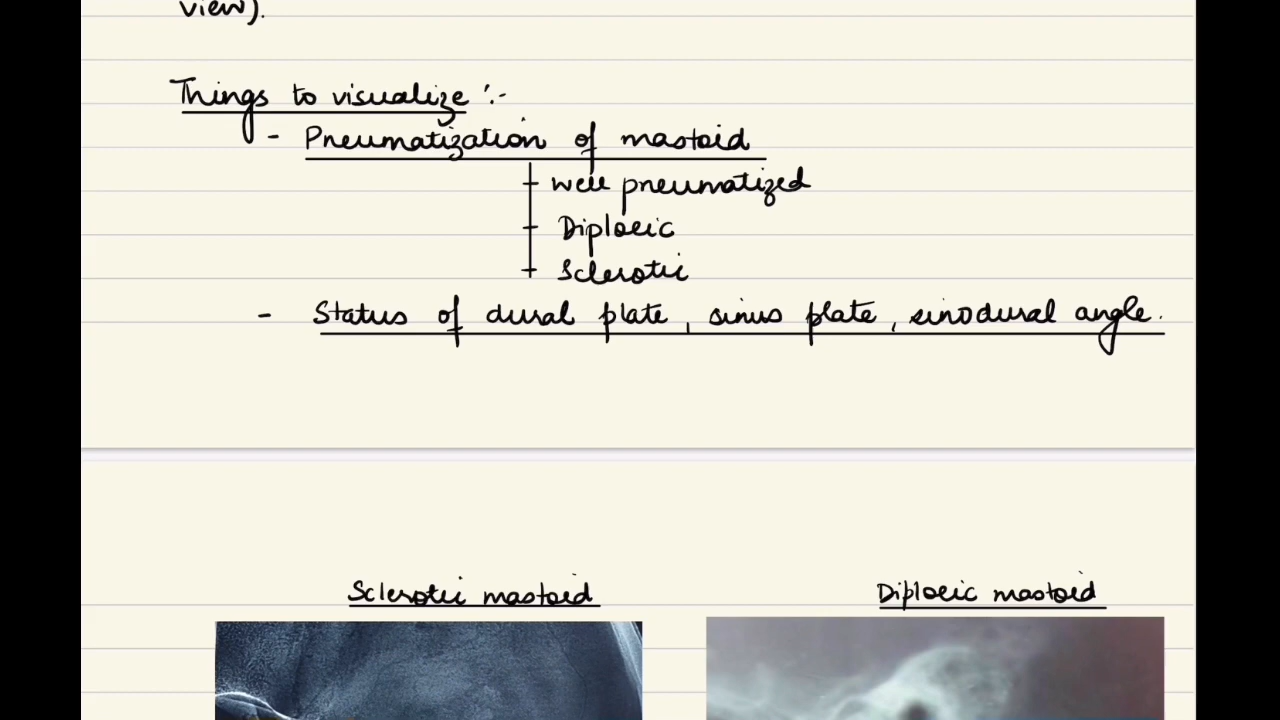 view).
Things to visualize :-
- Pneumatization of mastoid
well pneumatized
Diploeic
Sclerotic
- Status of dural plate, sinus plate, sinodural angle.
Sclerotic mastoid
Diploeic mastoid